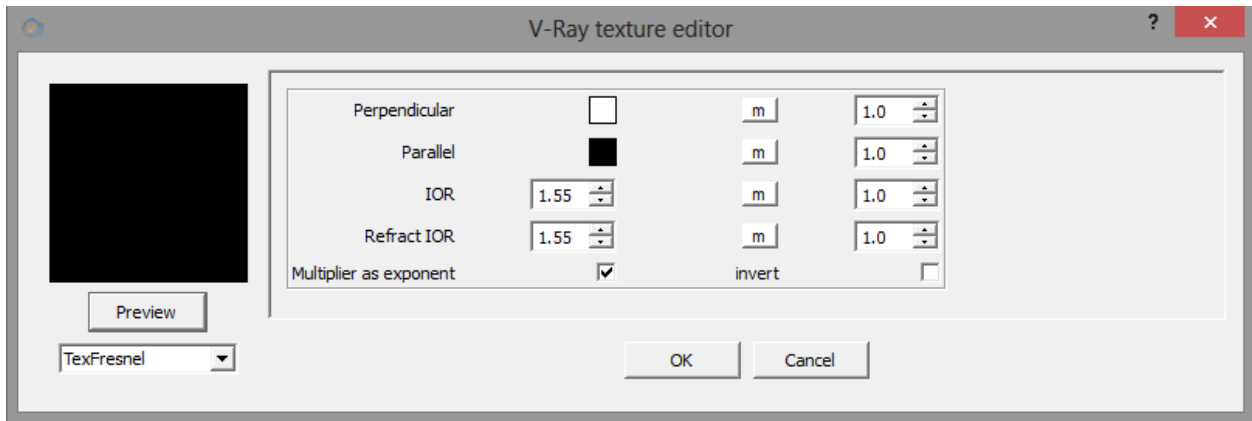 V-Ray texture editor ? ×
Perpendicular m 1.0
Parallel m 1.0
IOR 1.55 m 1.0
Refract IOR 1.55 m 1.0
Multiplier as exponent invert
Preview
TexFresnel
OK Cancel